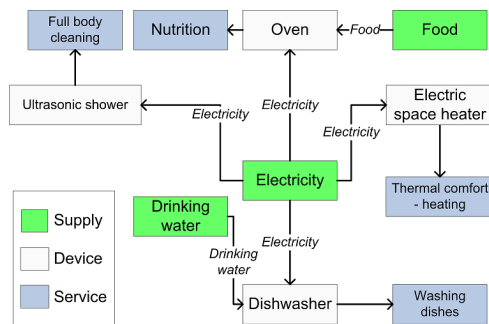 Full body
cleaning
Nutrition
Oven
Food
Food
Ultrasonic shower
Electricity
Electricity
Electricity
Electric
space heater
Electricity
Thermal comfort
- heating
Drinking
water
Electricity
Drinking
water
Dishwasher
Washing
dishes
Supply
Device
Service